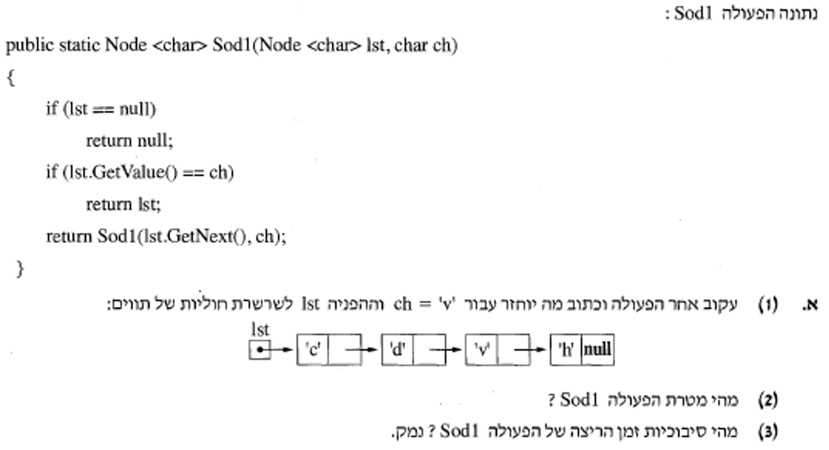 נתונה הפעולה Sod1 :
public static Node <char> Sod1(Node <char> lst, char ch)
{
if (lst == null)
return null;
if (lst.GetValue() == ch)
return lst;
return Sod1(lst.GetNext(), ch);
}
א. (1) עקוב אחר הפעולה וכתוב מה יוחזר עבור ch = 'v' וההפניה lst לשרשרת חוליות של תווים:
lst
'c' 'd' 'v' 'h' null
(2) מהי מטרת הפעולה Sod1 ?
(3) מהי סיבוכיות זמן הריצה של הפעולה Sod1 ? נמק.